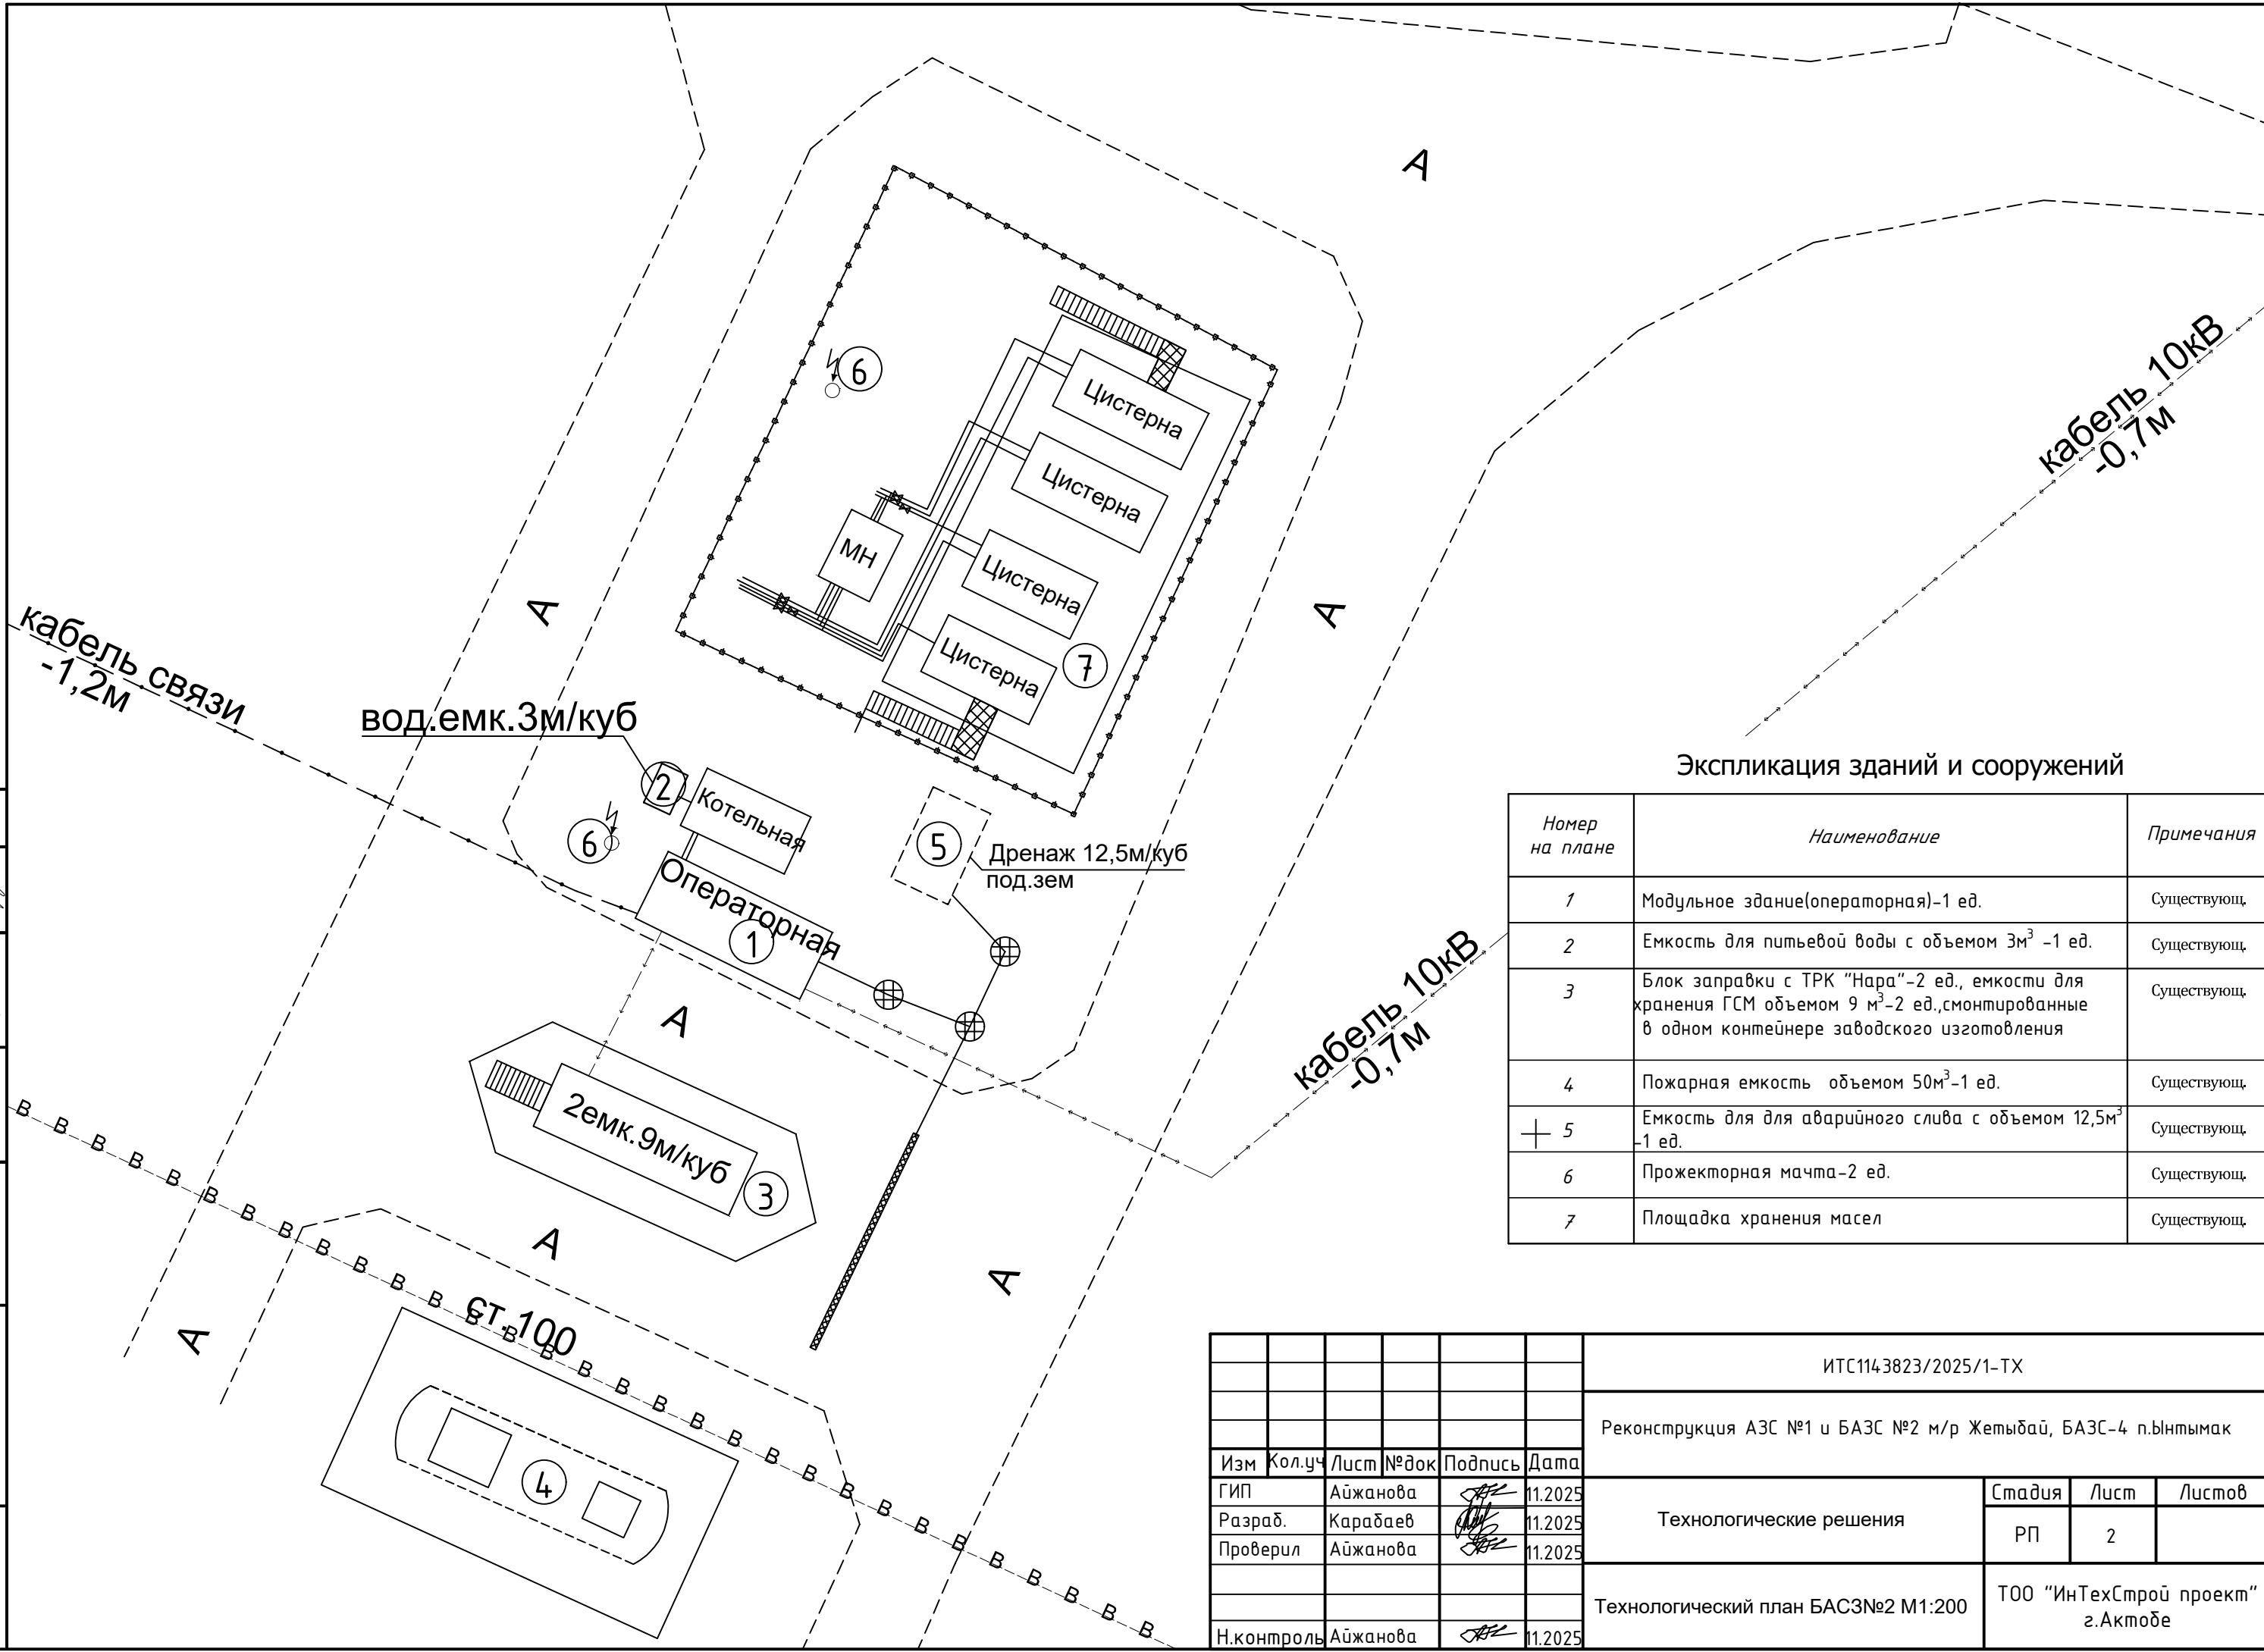 А
6
Цистерна
кабель 10кВ
-0,7м
Цистерна
МН
Цистерна
А
А
кабель связи
-1,2м
Цистерна
7
вод.емк.3м/куб
2
Котельная
6
5
Дренаж 12,5м/куб
под.зем
Операторная
1
кабель 10кВ
-0,7м
А
2емк.9м/куб
3
В В В В В В В В В В В В В В В В В В В В В В В В В В В В В В В
А
А
ст.100
А
4
Экспликация зданий и сооружений
Номер на плане Наименование Примечания
1 Модульное здание(операторная)-1 ед. Существующ.
2 Емкость для питьевой воды с объемом 3м³ -1 ед. Существующ.
3 Блок заправки с ТРК "Нара"-2 ед., емкости для Существующ.
хранения ГСМ объемом 9 м³-2 ед.,смонтированные
в одном контейнере заводского изготовления
4 Пожарная емкость объемом 50м³-1 ед. Существующ.
5 Емкость для для аварийного слива с объемом 12,5м³ Существующ.
-1 ед.
6 Прожекторная мачта-2 ед. Существующ.
7 Площадка хранения масел Существующ.
ИТС1143823/2025/1-ТХ
Реконструкция АЗС №1 и БАЗС №2 м/р Жетыбай, БАЗС-4 п.Ынтымак
Изм Кол.уч Лист №док Подпись Дата
ГИП Айжанова 11.2025
Разраб. Карабаев 11.2025
Проверил Айжанова 11.2025
Н.контроль Айжанова 11.2025
Технологические решения
Стадия Лист Листов
РП 2
Технологический план БАСЗ№2 М1:200
ТОО "ИнТехСтрой проект"
г.Актобе